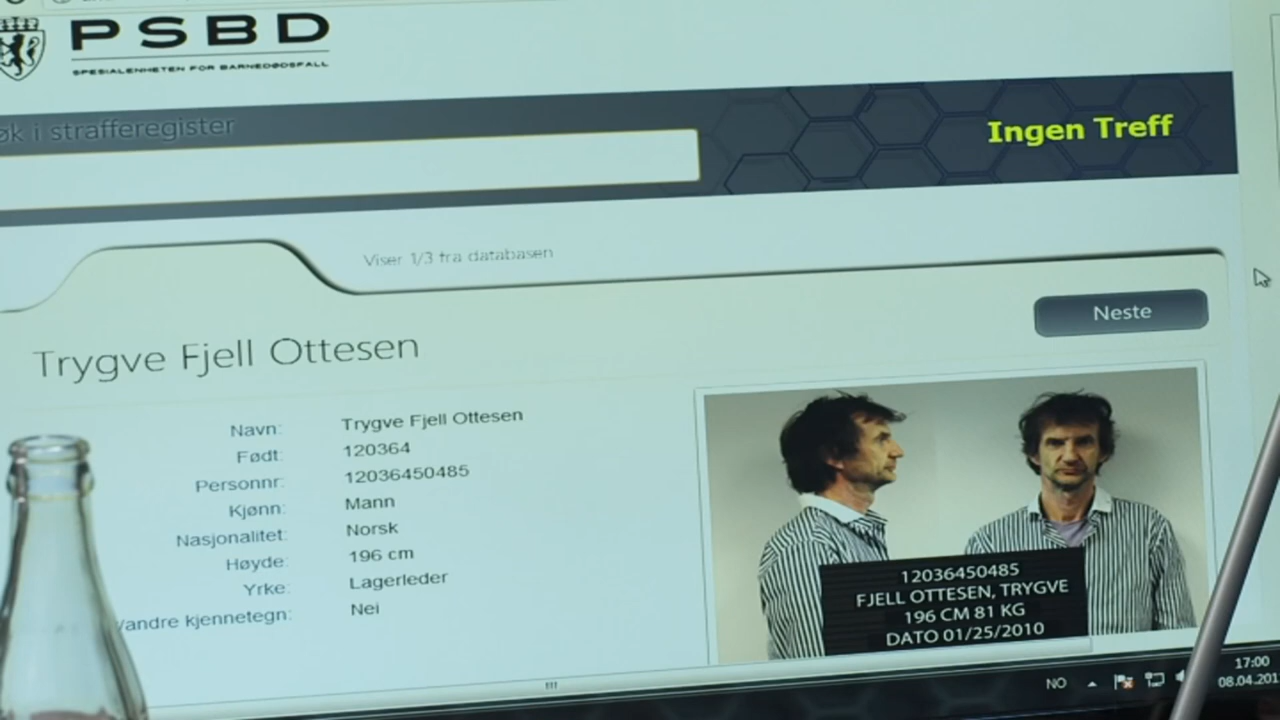 PSBD
SPESIALENHETEN FOR BARNEDØDSFALL
øk i strafferegister
Ingen Treff
Viser 1/3 fra databasen
Neste
Trygve Fjell Ottesen
Navn: Trygve Fjell Ottesen
Født: 120364
Personnr: 12036450485
Kjønn: Mann
Nasjonalitet: Norsk
Høyde: 196 cm
Yrke: Lagerleder
/andre kjennetegn: Nei
12036450485
FJELL OTTESEN, TRYGVE
196 CM 81 KG
DATO 01/25/2010
NO
17:00
08.04.201